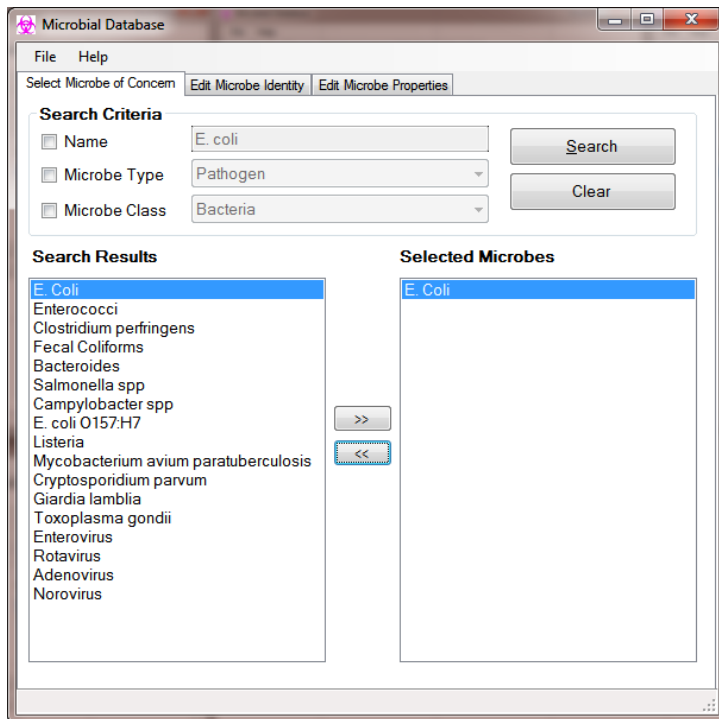 Microbial Database
File Help
Select Microbe of Concern Edit Microbe Identity Edit Microbe Properties
Search Criteria
Name E. coli Search
Microbe Type Pathogen
Clear
Microbe Class Bacteria
Search Results Selected Microbes
E. Coli E. Coli
Enterococci
Clostridium perfringens
Fecal Coliforms
Bacteroides
Salmonella spp
Campylobacter spp
E. coli O157:H7
>>
Listeria
<<
Mycobacterium avium paratuberculosis
Cryptosporidium parvum
Giardia lamblia
Toxoplasma gondii
Enterovirus
Rotavirus
Adenovirus
Norovirus